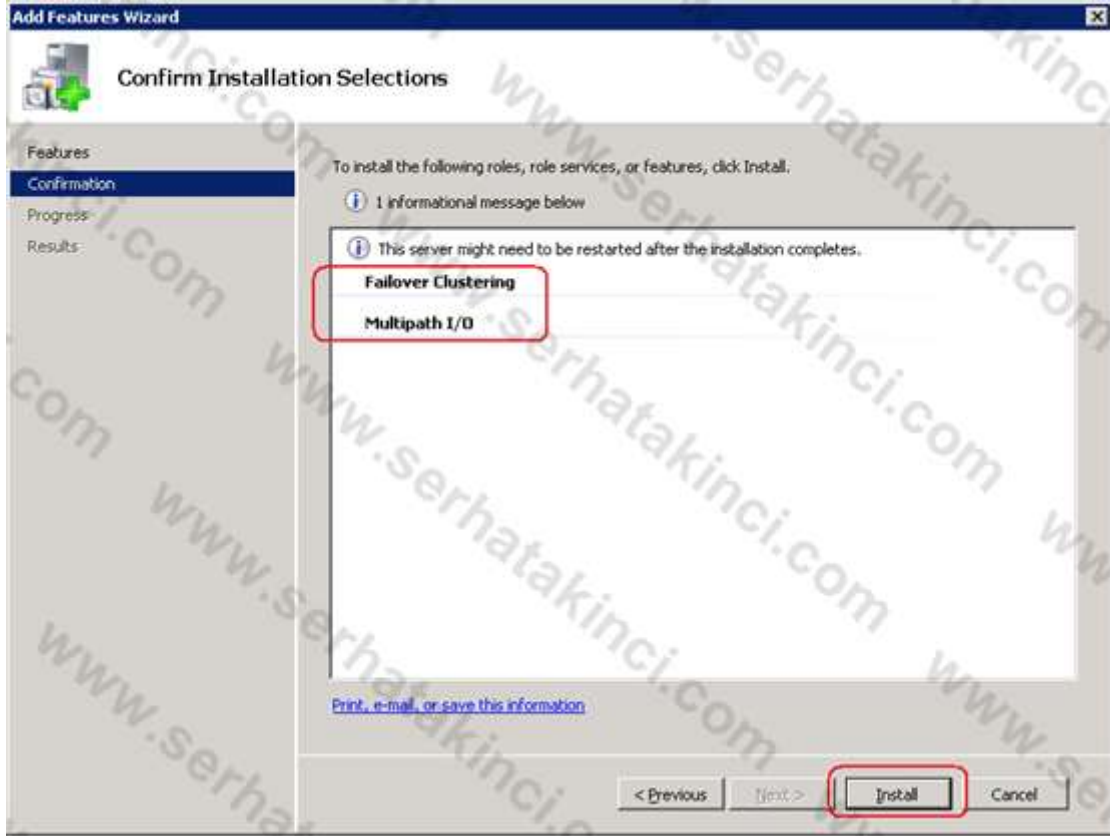 Add Features Wizard
Confirm Installation Selections
Features
Confirmation
Progress
Results
To install the following roles, role services, or features, click Install.
1 informational message below
This server might need to be restarted after the installation completes.
Failover Clustering
Multipath I/O
Print, e-mail, or save this information
< Previous
Next >
Install
Cancel
www.serhatakinci.com